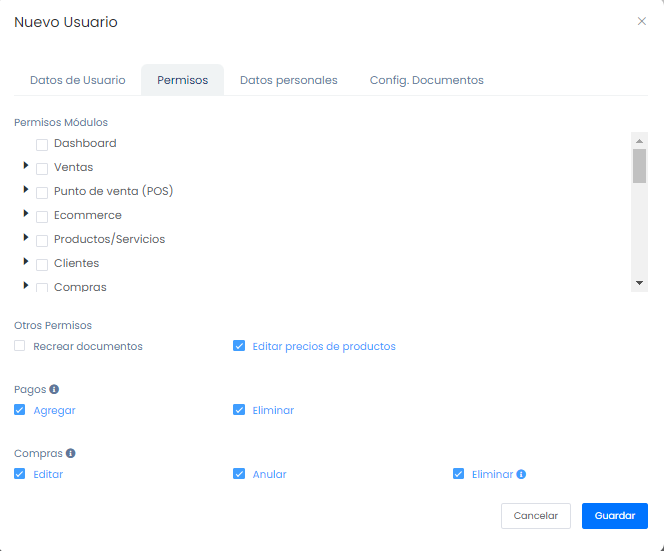 Nuevo Usuario
Datos de Usuario Permisos Datos personales Config. Documentos
Permisos Módulos
Dashboard
Ventas
Punto de venta (POS)
Ecommerce
Productos/Servicios
Clientes
Compras
Otros Permisos
Recrear documentos Editar precios de productos
Pagos
Agregar Eliminar
Compras
Editar Anular Eliminar
Cancelar Guardar